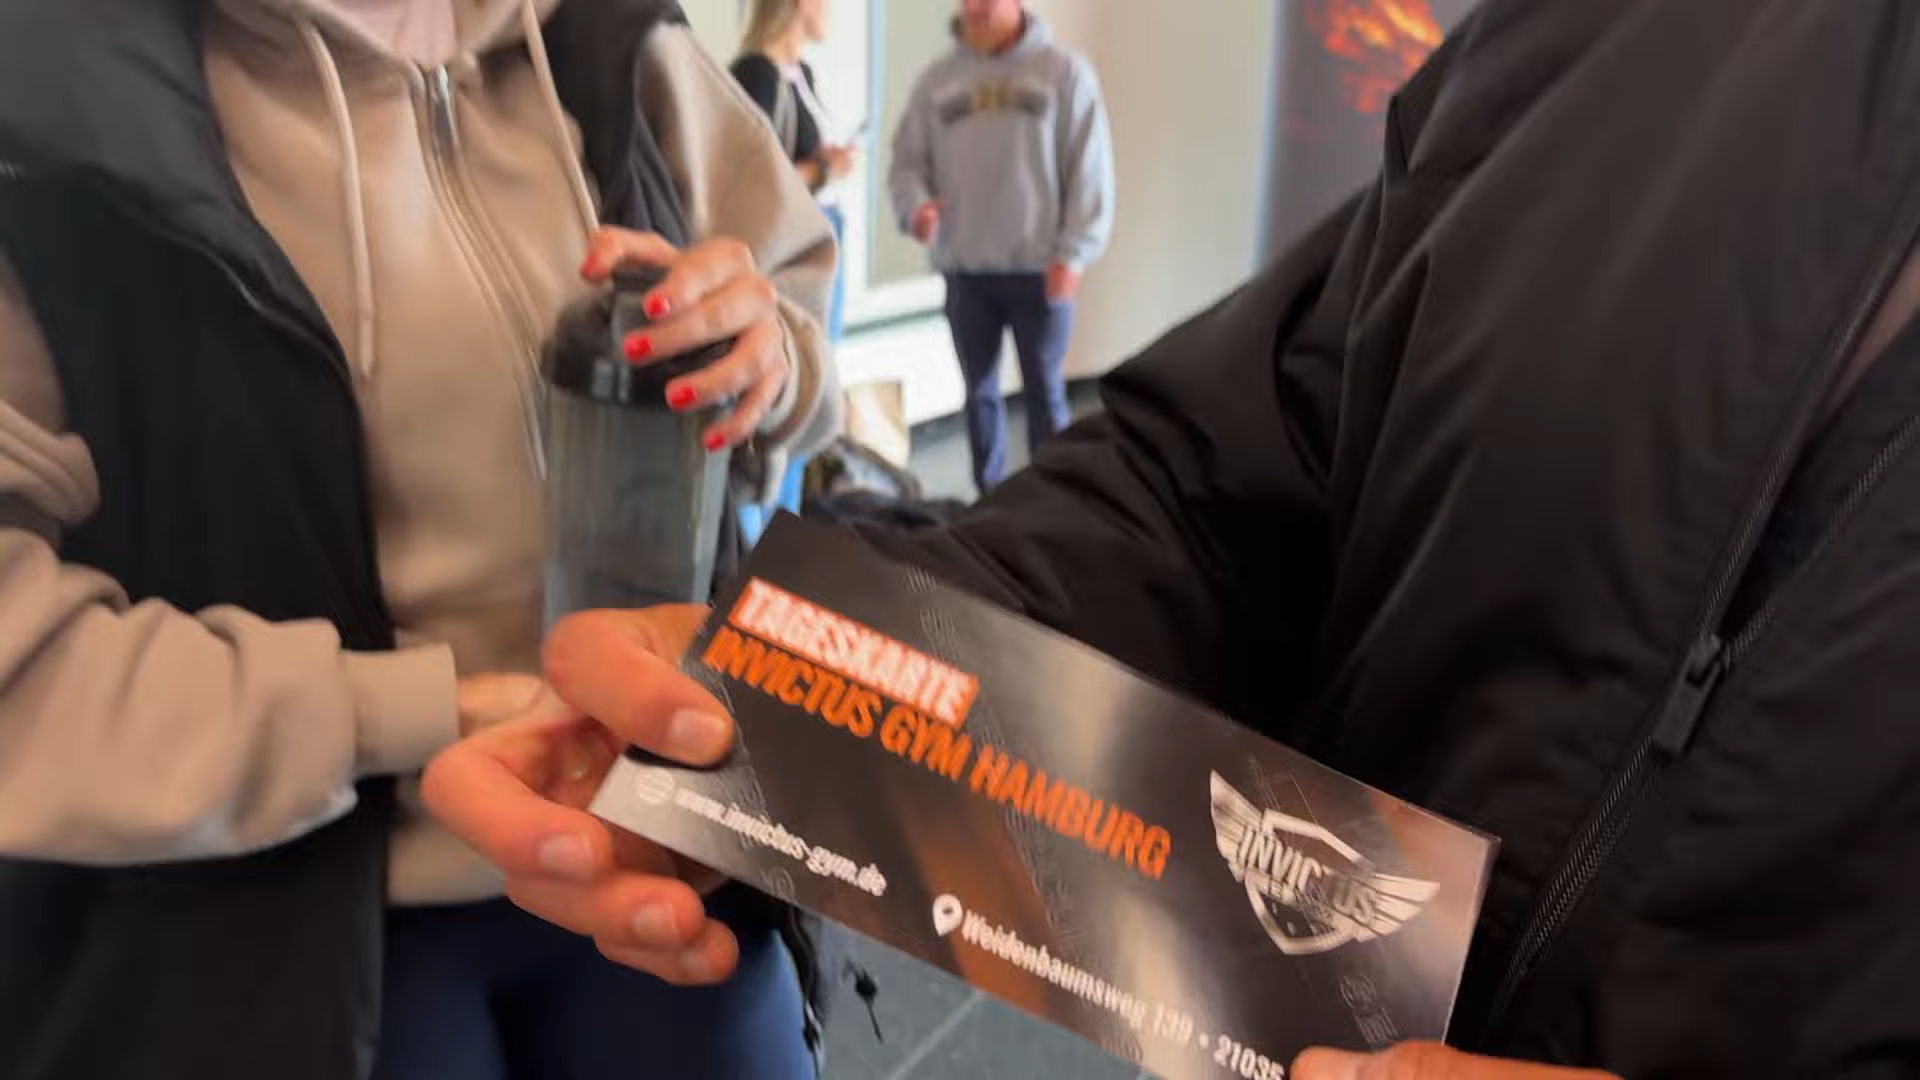 TAGESKARTE
INVICTUS GYM HAMBURG
INVICTUS
www.invictus-gym.de
Weidenbaumsweg 139 • 21035